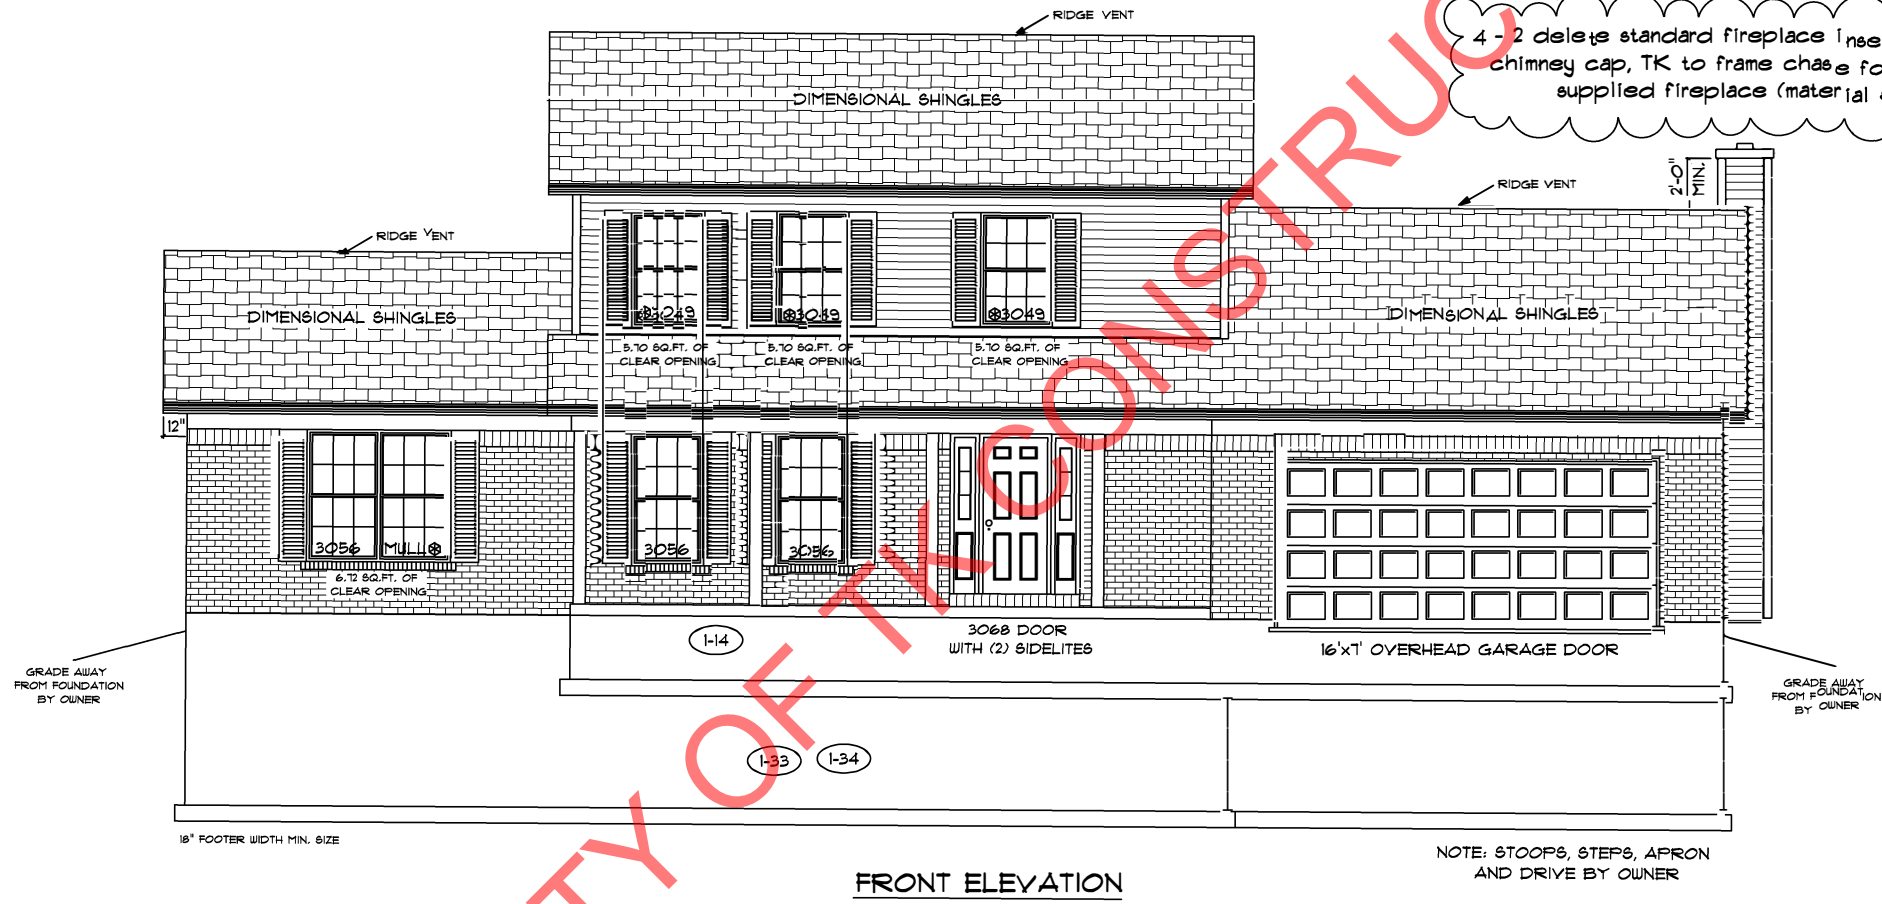 RIDGE VENT
4 - 2 delete standard fireplace inse
chimney cap, TK to frame chase fo
supplied fireplace (material
DIMENSIONAL SHINGLES
2'-0"
MIN.
RIDGE VENT
RIDGE VENT
DIMENSIONAL SHINGLES
3049
3049
3049
DIMENSIONAL SHINGLES
5.70 SQ.FT. OF
CLEAR OPENING
5.70 SQ.FT. OF
CLEAR OPENING
5.70 SQ.FT. OF
CLEAR OPENING
12"
3056 MULL
3056
3056
6.72 SQ.FT. OF
CLEAR OPENING
1-14
3068 DOOR
WITH (2) SIDELITES
16'x7' OVERHEAD GARAGE DOOR
GRADE AWAY
FROM FOUNDATION
BY OWNER
GRADE AWAY
FROM FOUNDATION
BY OWNER
1-33
1-34
18" FOOTER WIDTH MIN. SIZE
NOTE: STOOPS, STEPS, APRON
AND DRIVE BY OWNER
FRONT ELEVATION
TY OF TK CONSTRUC